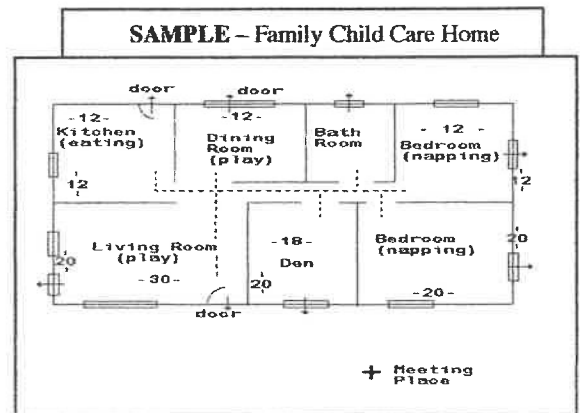 SAMPLE – Family Child Care Home
door
door
-12-
Kitchen
(eating)
12
-12-
Dining
Room
(play)
Bath
Room
- 12 -
Bedroom
(napping)
12
Living Room
(play)
20
-30-
door
-18-
Den
20
Bedroom
(napping)
20
-20-
Meeting
Place